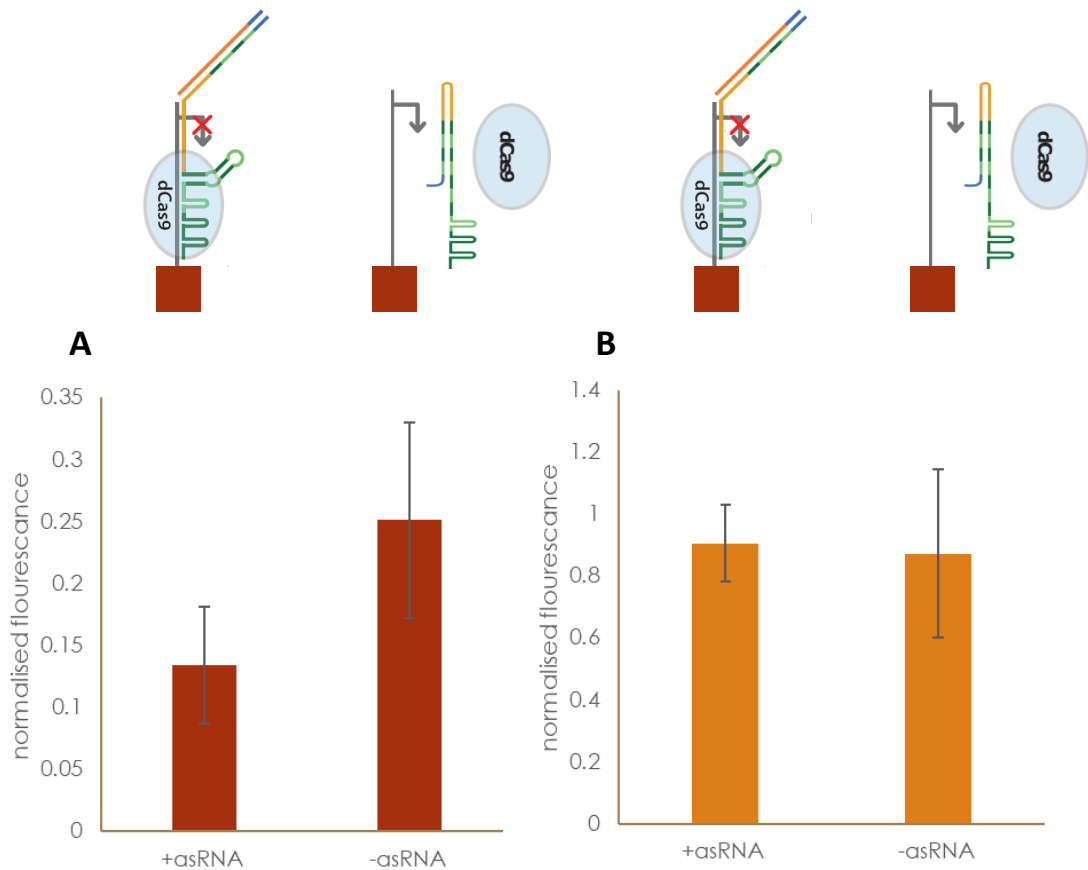 dCas9
dCas9
dCas9
dCas9
A
B
normalised flourescance
0.35
0.3
0.25
0.2
0.15
0.1
0.05
0
+asRNA
-asRNA
normalised flourescance
1.4
1.2
1
0.8
0.6
0.4
0.2
0
+asRNA
-asRNA